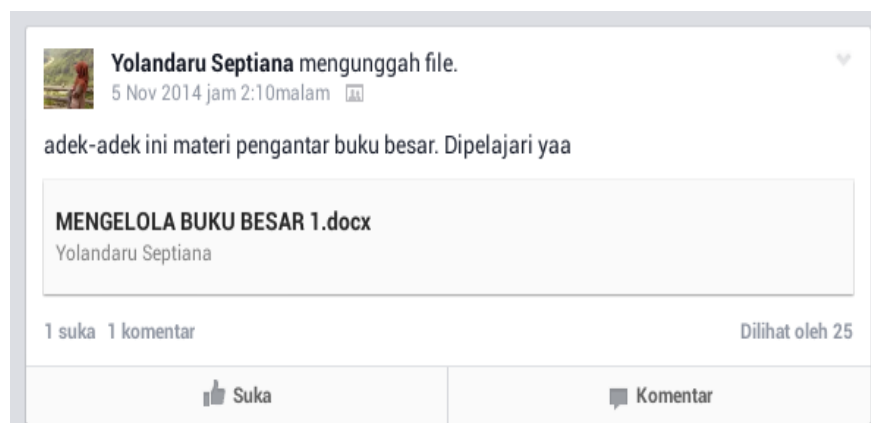 Yolandaru Septiana mengunggah file.
5 Nov 2014 jam 2:10malam
adek-adek ini materi pengantar buku besar. Dipelajari yaa
MENGELOLA BUKU BESAR 1.docx
Yolandaru Septiana
1 suka 1 komentar Dilihat oleh 25
Suka Komentar